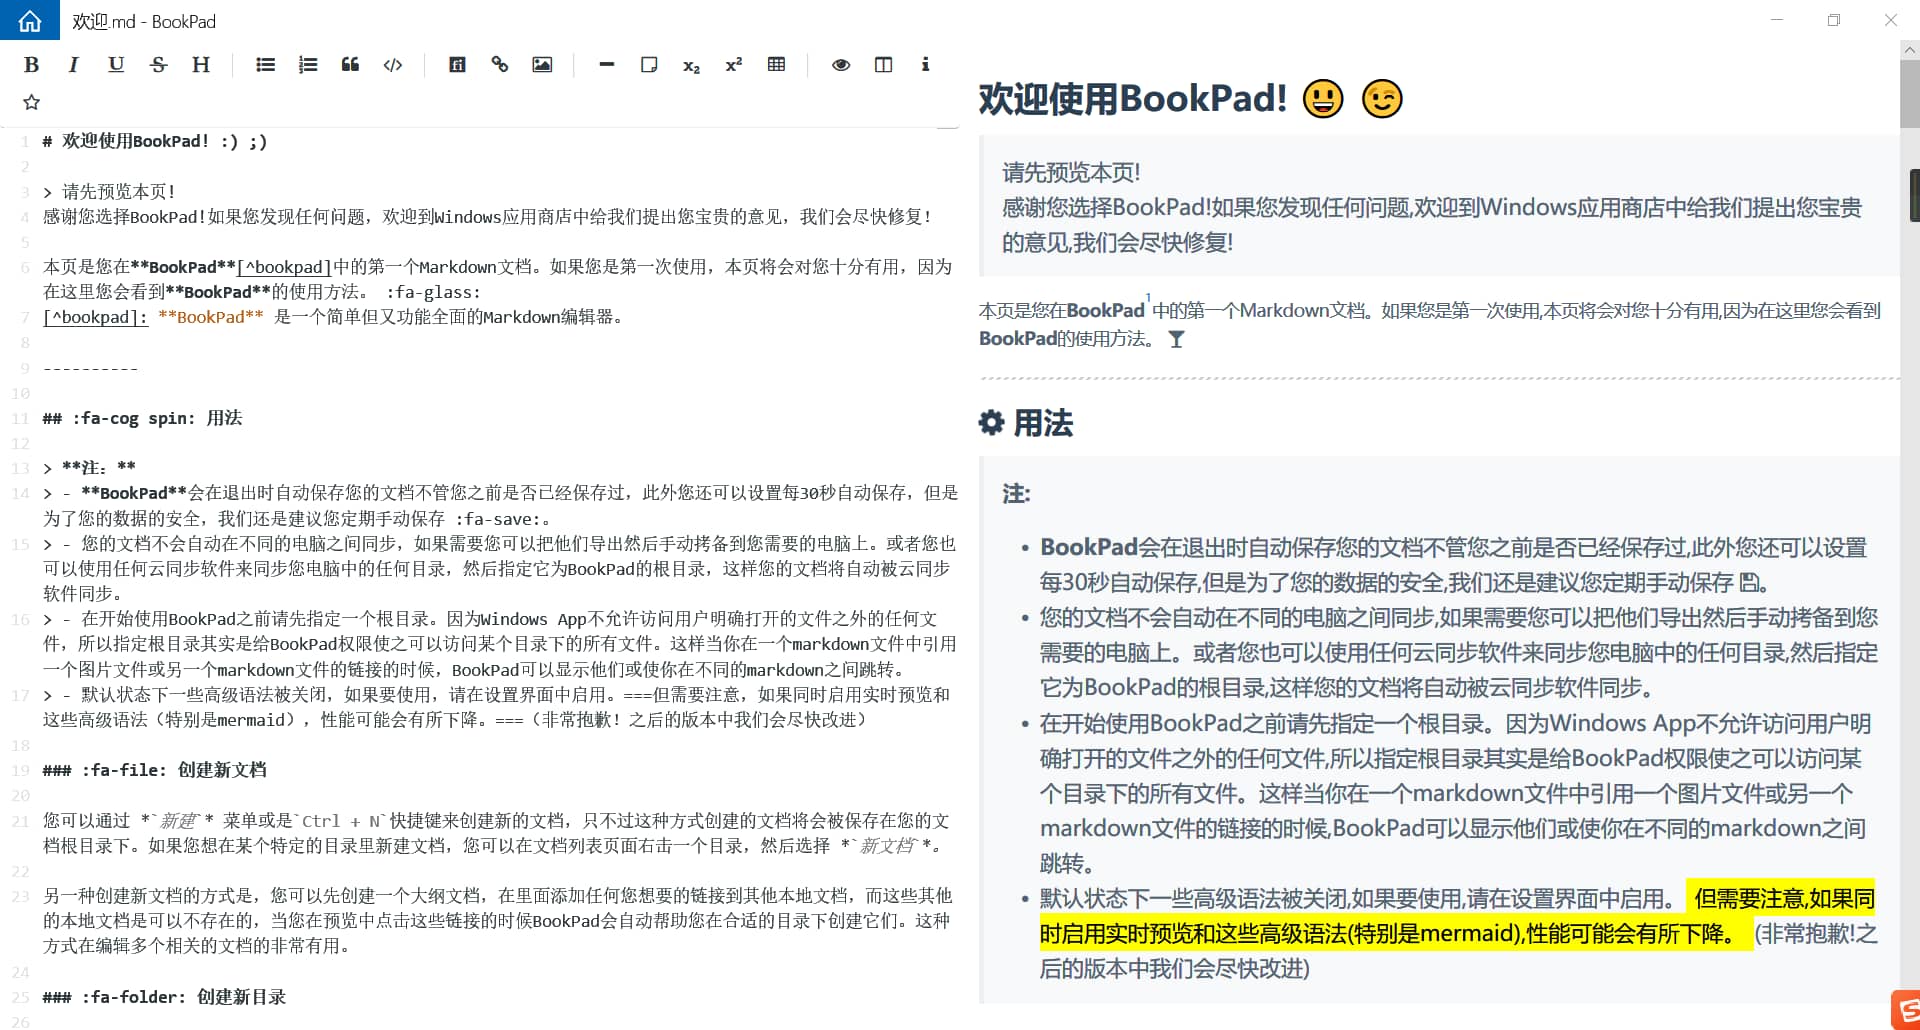 欢迎.md - BookPad
B I U S H x₂ x²
1 # 欢迎使用BookPad! :) ;)
2
3 > 请先预览本页!
4 感谢您选择BookPad!如果您发现任何问题，欢迎到Windows应用商店中给我们提出您宝贵的意见，我们会尽快修复!
5
6 本页是您在**BookPad**[^bookpad]中的第一个Markdown文档。如果您是第一次使用，本页将会对您十分有用，因为
在这里您会看到**BookPad**的使用方法。 :fa-glass:
7 [^bookpad]: **BookPad** 是一个简单但又功能全面的Markdown编辑器。
8
9 ----------
10
11 ## :fa-cog spin: 用法
12
13 > **注：**
14 > - **BookPad**会在退出时自动保存您的文档不管您之前是否已经保存过，此外您还可以设置每30秒自动保存，但是
为了您的数据的安全，我们还是建议您定期手动保存 :fa-save:。
15 > - 您的文档不会自动在不同的电脑之间同步，如果需要您可以把他们导出然后手动拷备到您需要的电脑上。或者您也
可以使用任何云同步软件来同步您电脑中的任何目录，然后指定它为BookPad的根目录，这样您的文档将自动被云同步
软件同步。
16 > - 在开始使用BookPad之前请先指定一个根目录。因为Windows App不允许访问用户明确打开的文件之外的任何文
件，所以指定根目录其实是给BookPad权限使之可以访问某个目录下的所有文件。这样当你在一个markdown文件中引用
一个图片文件或另一个markdown文件的链接的时候，BookPad可以显示他们或使你在不同的markdown之间跳转。
17 > - 默认状态下一些高级语法被关闭，如果要使用，请在设置界面中启用。===但需要注意，如果同时启用实时预览和
这些高级语法（特别是mermaid），性能可能会有所下降。===（非常抱歉！之后的版本中我们会尽快改进）
18
19 ### :fa-file: 创建新文档
20
21 您可以通过 *`新建`* 菜单或是`Ctrl + N`快捷键来创建新的文档，只不过这种方式创建的文档将会被保存在您的文
档根目录下。如果您想在某个特定的目录里新建文档，您可以在文档列表页面右击一个目录，然后选择 *`新文档`*。
22
23 另一种创建新文档的方式是，您可以先创建一个大纲文档，在里面添加任何您想要的链接到其他本地文档，而这些其他
的本地文档是可以不存在的，当您在预览中点击这些链接的时候BookPad会自动帮助您在合适的目录下创建它们。这种
方式在编辑多个相关的文档的非常有用。
24
25 ### :fa-folder: 创建新目录
26
欢迎使用BookPad! 😃 😉
请先预览本页!
感谢您选择BookPad!如果您发现任何问题,欢迎到Windows应用商店中给我们提出您宝贵
的意见,我们会尽快修复!
本页是您在BookPad¹中的第一个Markdown文档。如果您是第一次使用,本页将会对您十分有用,因为在这里您会看到
BookPad的使用方法。
用法
注:
• BookPad会在退出时自动保存您的文档不管您之前是否已经保存过,此外您还可以设置
每30秒自动保存,但是为了您的数据的安全,我们还是建议您定期手动保存 。
• 您的文档不会自动在不同的电脑之间同步,如果需要您可以把他们导出然后手动拷备到您
需要的电脑上。或者您也可以使用任何云同步软件来同步您电脑中的任何目录,然后指定
它为BookPad的根目录,这样您的文档将自动被云同步软件同步。
• 在开始使用BookPad之前请先指定一个根目录。因为Windows App不允许访问用户明
确打开的文件之外的任何文件,所以指定根目录其实是给BookPad权限使之可以访问某
个目录下的所有文件。这样当你在一个markdown文件中引用一个图片文件或另一个
markdown文件的链接的时候,BookPad可以显示他们或使你在不同的markdown之间
跳转。
• 默认状态下一些高级语法被关闭,如果要使用,请在设置界面中启用。 但需要注意,如果同
时启用实时预览和这些高级语法(特别是mermaid),性能可能会有所下降。 (非常抱歉!之
后的版本中我们会尽快改进)